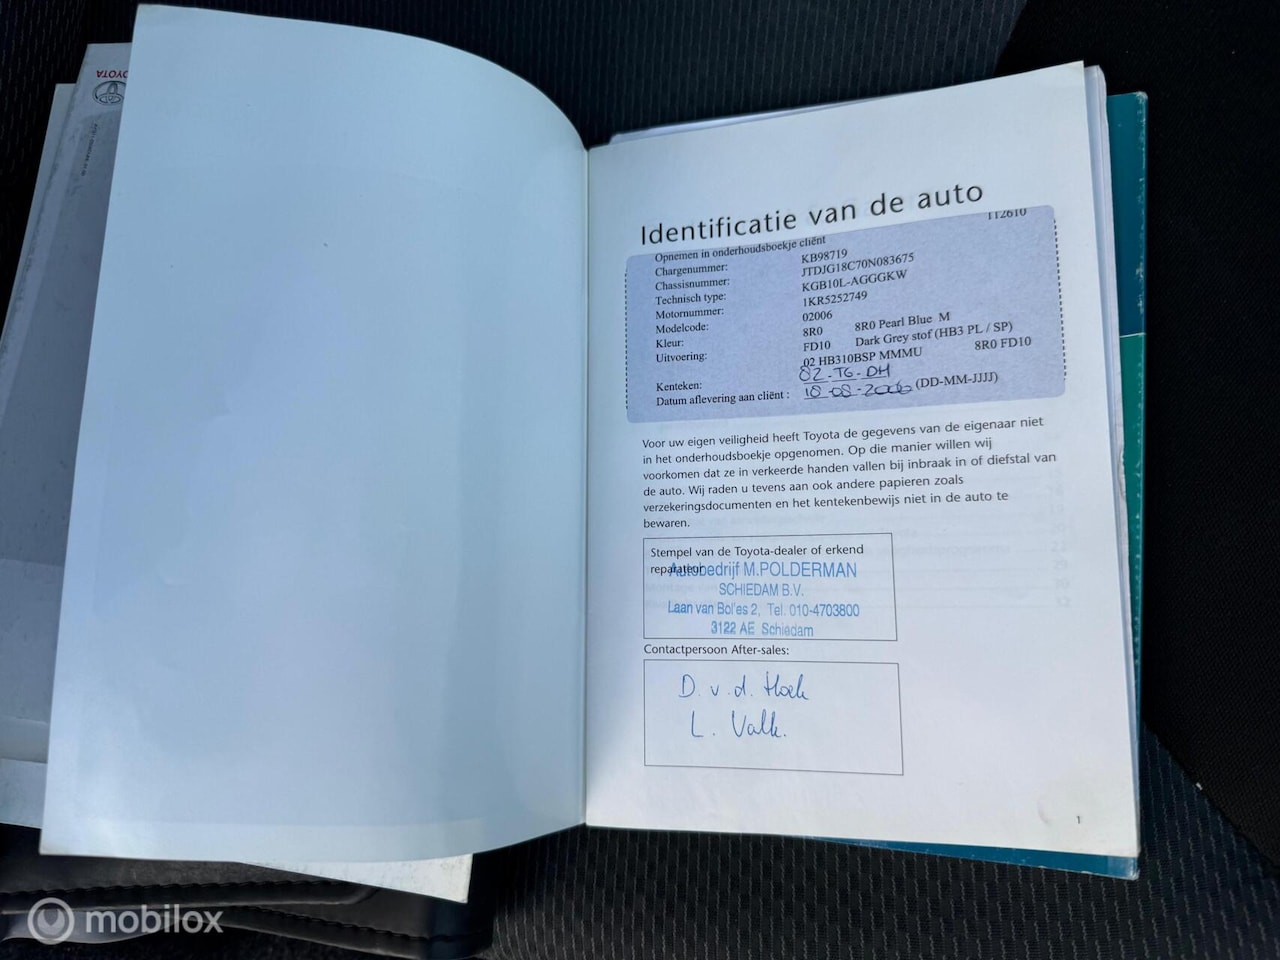 TOYOTA
Identificatie van de auto
112610
Opnemen in onderhoudsboekje cliënt
Chargenummer: KB98719
Chassisnummer: JTDJG18C70N083675
Technisch type: KGB10L-AGGGKW
Motornummer: 1KR5252749
Modelcode: 02006
Kleur: 8R0 8R0 Pearl Blue M
Uitvoering: FD10 Dark Grey stof (HB3 PL / SP)
02 HB310BSP MMMU 8R0 FD10
Kenteken: 82-TG-DH
Datum aflevering aan cliënt : 18-08-2006 (DD-MM-JJJJ)
Voor uw eigen veiligheid heeft Toyota de gegevens van de eigenaar niet
in het onderhoudsboekje opgenomen. Op die manier willen wij
voorkomen dat ze in verkeerde handen vallen bij inbraak in of diefstal van
de auto. Wij raden u tevens aan ook andere papieren zoals
verzekeringsdocumenten en het kentekenbewijs niet in de auto te
bewaren.
Stempel van de Toyota-dealer of erkend
reparateur
Autobedrijf M.POLDERMAN
SCHIEDAM B.V.
Laan van Bol'es 2, Tel. 010-4703800
3122 AE Schiedam
Contactpersoon After-sales:
D. v. d. Hoek
L. Valk.
1
mobilox